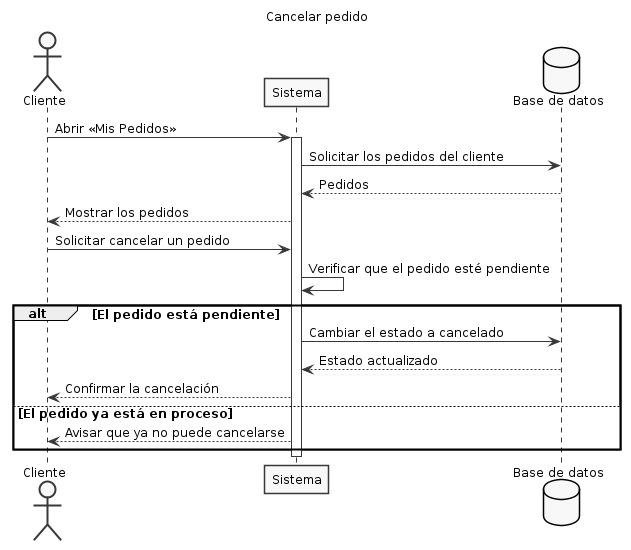 Cancelar pedido
Cliente
Sistema
Base de datos
Abrir «Mis Pedidos»
Solicitar los pedidos del cliente
Pedidos
Mostrar los pedidos
Solicitar cancelar un pedido
Verificar que el pedido esté pendiente
alt [El pedido está pendiente]
Cambiar el estado a cancelado
Estado actualizado
Confirmar la cancelación
[El pedido ya está en proceso]
Avisar que ya no puede cancelarse
Cliente
Sistema
Base de datos